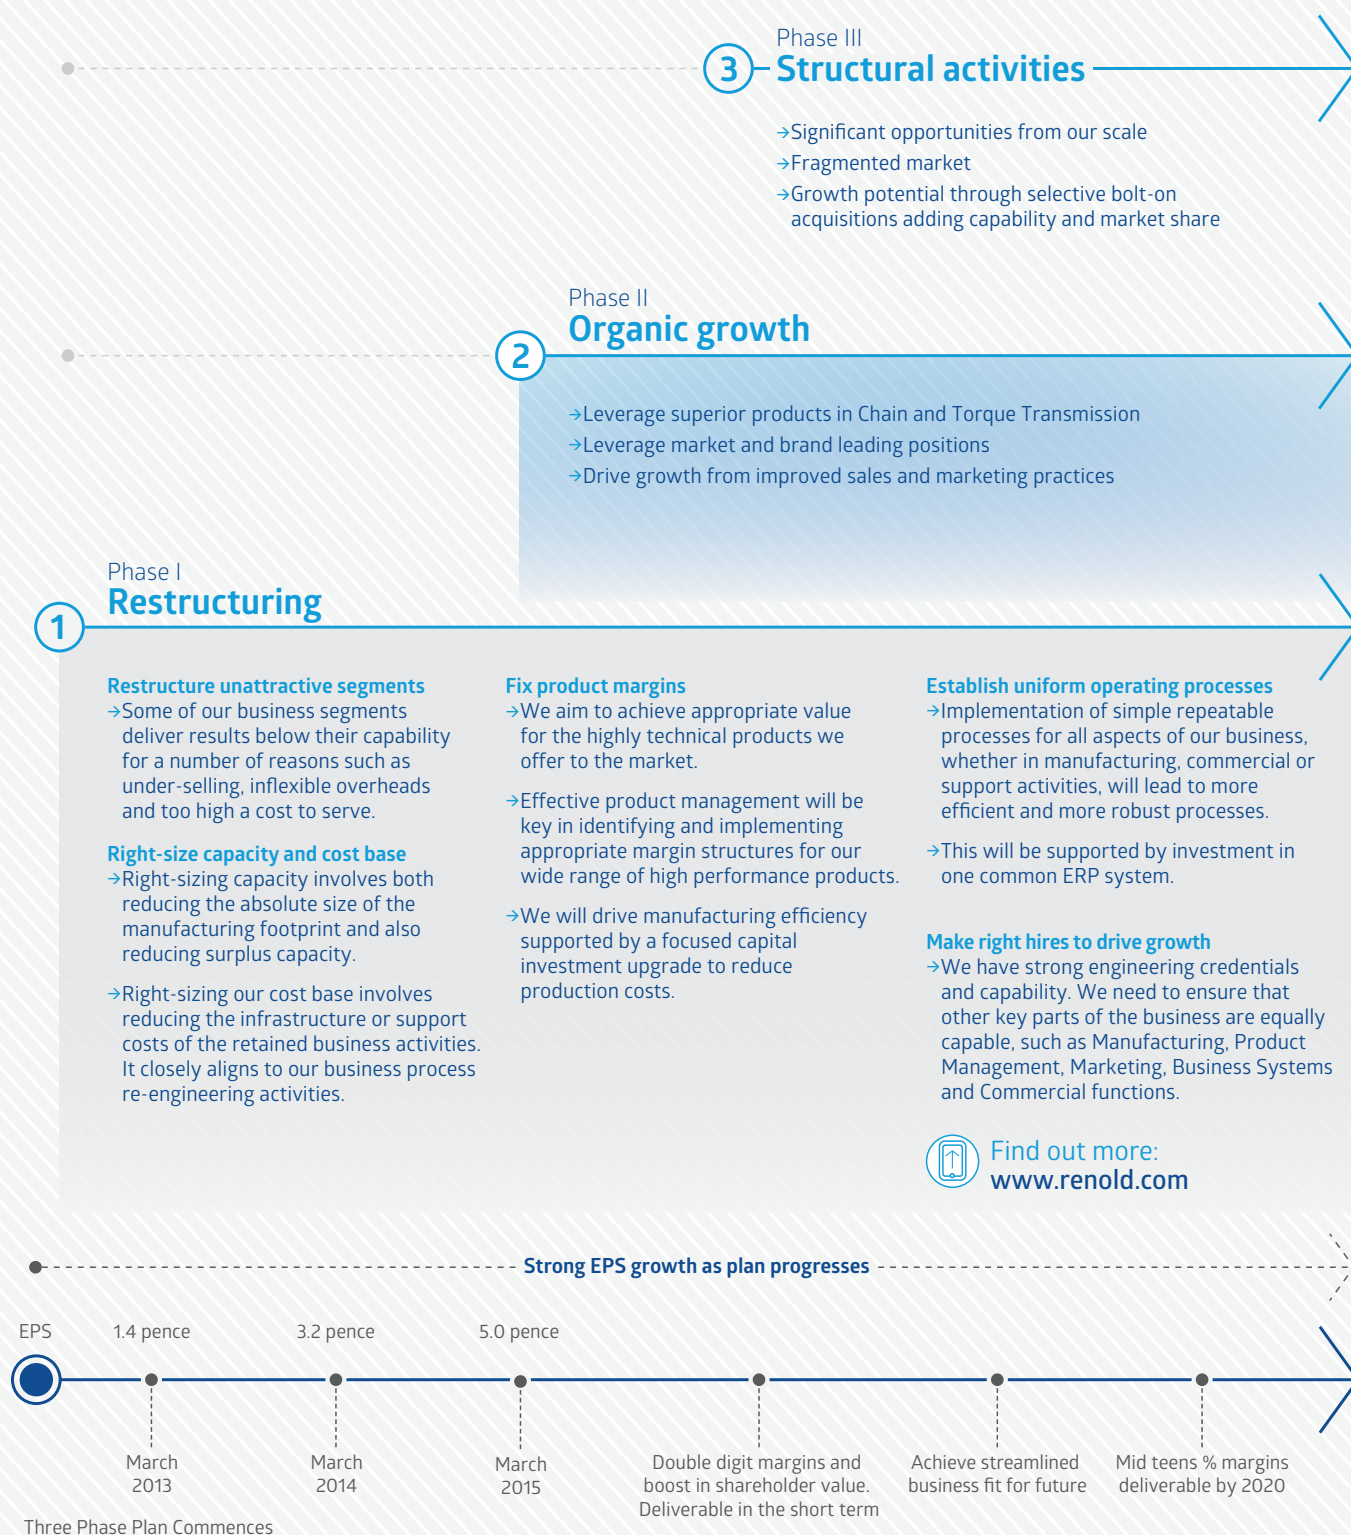 Phase III
3 Structural activities
→Significant opportunities from our scale
→Fragmented market
→Growth potential through selective bolt-on
acquisitions adding capability and market share
Phase II
Organic growth
2
→Leverage superior products in Chain and Torque Transmission
→Leverage market and brand leading positions
→Drive growth from improved sales and marketing practices
Phase I
Restructuring
1
Restructure unattractive segments
→Some of our business segments
deliver results below their capability
for a number of reasons such as
under-selling, inflexible overheads
and too high a cost to serve.
Right-size capacity and cost base
→Right-sizing capacity involves both
reducing the absolute size of the
manufacturing footprint and also
reducing surplus capacity.
→Right-sizing our cost base involves
reducing the infrastructure or support
costs of the retained business activities.
It closely aligns to our business process
re-engineering activities.
Fix product margins
→We aim to achieve appropriate value
for the highly technical products we
offer to the market.
→Effective product management will be
key in identifying and implementing
appropriate margin structures for our
wide range of high performance products.
→We will drive manufacturing efficiency
supported by a focused capital
investment upgrade to reduce
production costs.
Establish uniform operating processes
→Implementation of simple repeatable
processes for all aspects of our business,
whether in manufacturing, commercial or
support activities, will lead to more
efficient and more robust processes.
→This will be supported by investment in
one common ERP system.
Make right hires to drive growth
→We have strong engineering credentials
and capability. We need to ensure that
other key parts of the business are equally
capable, such as Manufacturing, Product
Management, Marketing, Business Systems
and Commercial functions.
Find out more:
www.renold.com
Strong EPS growth as plan progresses
EPS 1.4 pence 3.2 pence 5.0 pence
March
2013
March
2014
March
2015
Double digit margins and
boost in shareholder value.
Deliverable in the short term
Achieve streamlined
business fit for future
Mid teens % margins
deliverable by 2020
Three Phase Plan Commences